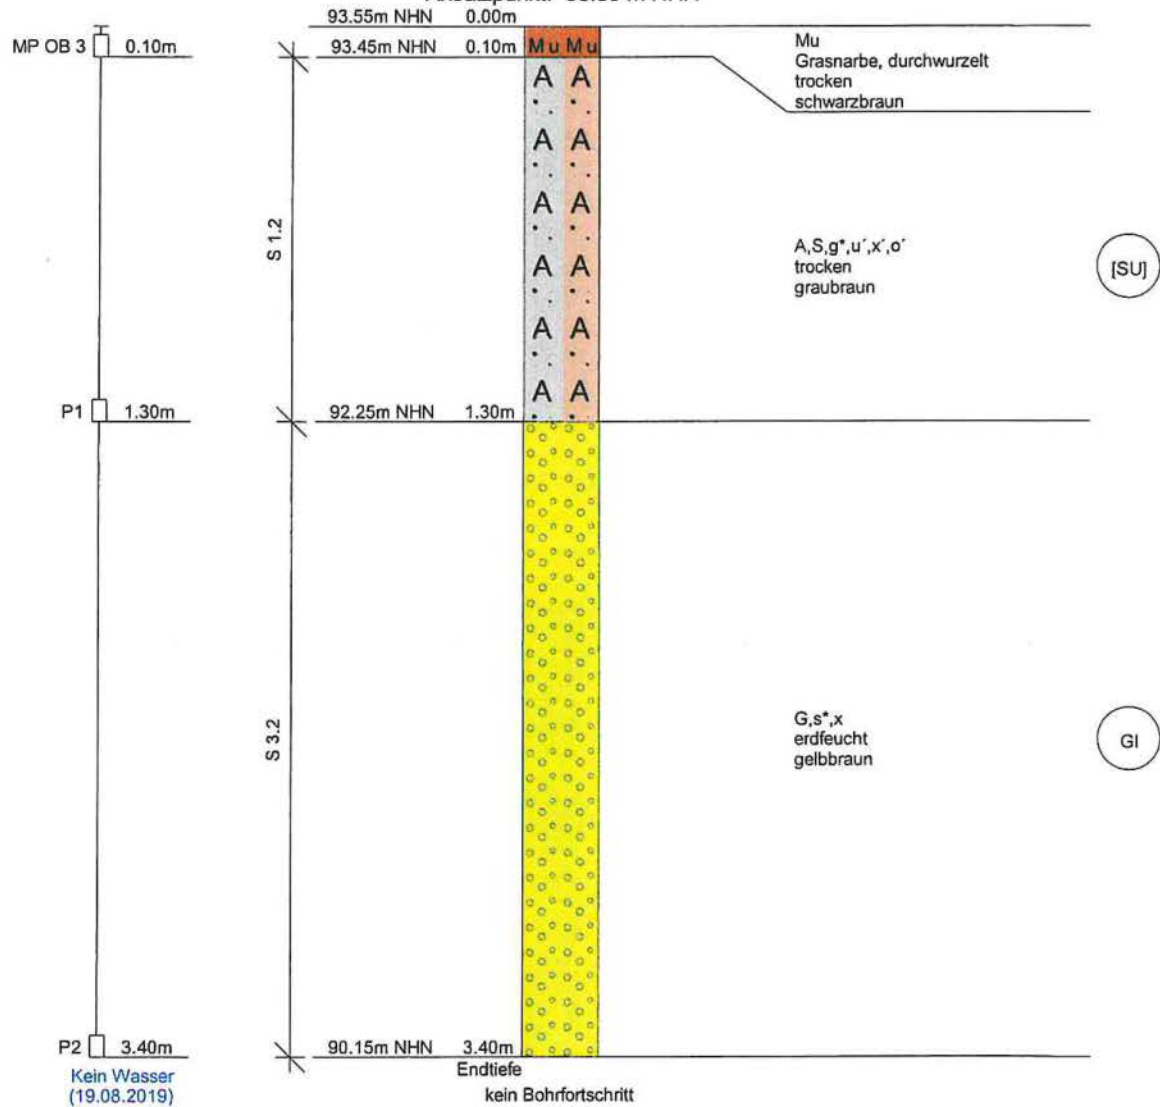 93.55m NHN 0.00m
MP OB 3 0.10m
93.45m NHN 0.10m
Mu Mu
Mu
Grasnarbe, durchwurzelt
trocken
schwarzbraun
A A
A A
A A
A A
A A
A A
S 1.2
A,S,g*,u´,x´,o´
trocken
graubraun
[SU]
P1 1.30m
92.25m NHN 1.30m
S 3.2
G,s*,x
erdfeucht
gelbbraun
GI
P2 3.40m
90.15m NHN 3.40m
Kein Wasser
(19.08.2019)
Endtiefe
kein Bohrfortschritt